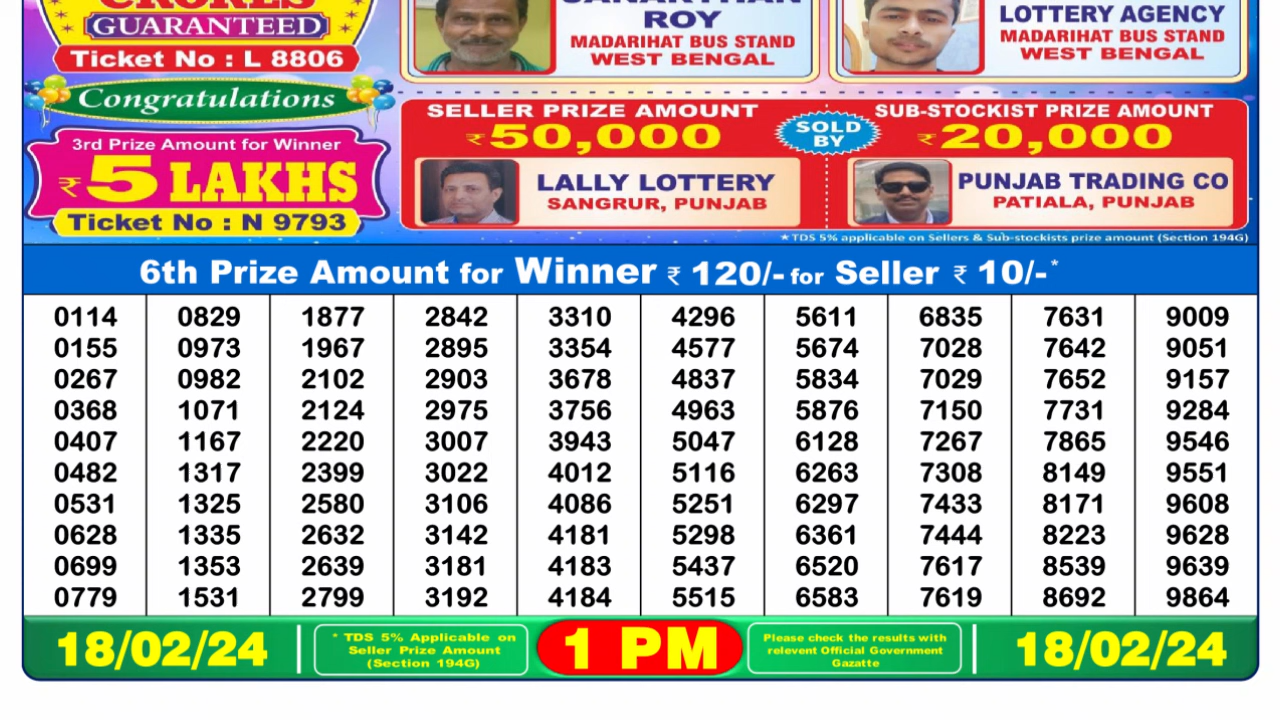 CRORES
GUARANTEED
Ticket No : L 8806
ROY
MADARIHAT BUS STAND
WEST BENGAL
LOTTERY AGENCY
MADARIHAT BUS STAND
WEST BENGAL
Congratulations
3rd Prize Amount for Winner
₹ 5 LAKHS
Ticket No : N 9793
SELLER PRIZE AMOUNT
₹ 50,000
SOLD BY
SUB-STOCKIST PRIZE AMOUNT
₹ 20,000
LALLY LOTTERY
SANGRUR, PUNJAB
PUNJAB TRADING CO
PATIALA, PUNJAB
★ TDS 5% applicable on Sellers & Sub-stockists prize amount (Section 194G)
6th Prize Amount for Winner ₹ 120/- for Seller ₹ 10/-*
0114 0829 1877 2842 3310 4296 5611 6835 7631 9009
0155 0973 1967 2895 3354 4577 5674 7028 7642 9051
0267 0982 2102 2903 3678 4837 5834 7029 7652 9157
0368 1071 2124 2975 3756 4963 5876 7150 7731 9284
0407 1167 2220 3007 3943 5047 6128 7267 7865 9546
0482 1317 2399 3022 4012 5116 6263 7308 8149 9551
0531 1325 2580 3106 4086 5251 6297 7433 8171 9608
0628 1335 2632 3142 4181 5298 6361 7444 8223 9628
0699 1353 2639 3181 4183 5437 6520 7617 8539 9639
0779 1531 2799 3192 4184 5515 6583 7619 8692 9864
18/02/24
* TDS 5% Applicable on
Seller Prize Amount
(Section 194G)
1 PM
Please check the results with
relevent Official Government
Gazatte
18/02/24